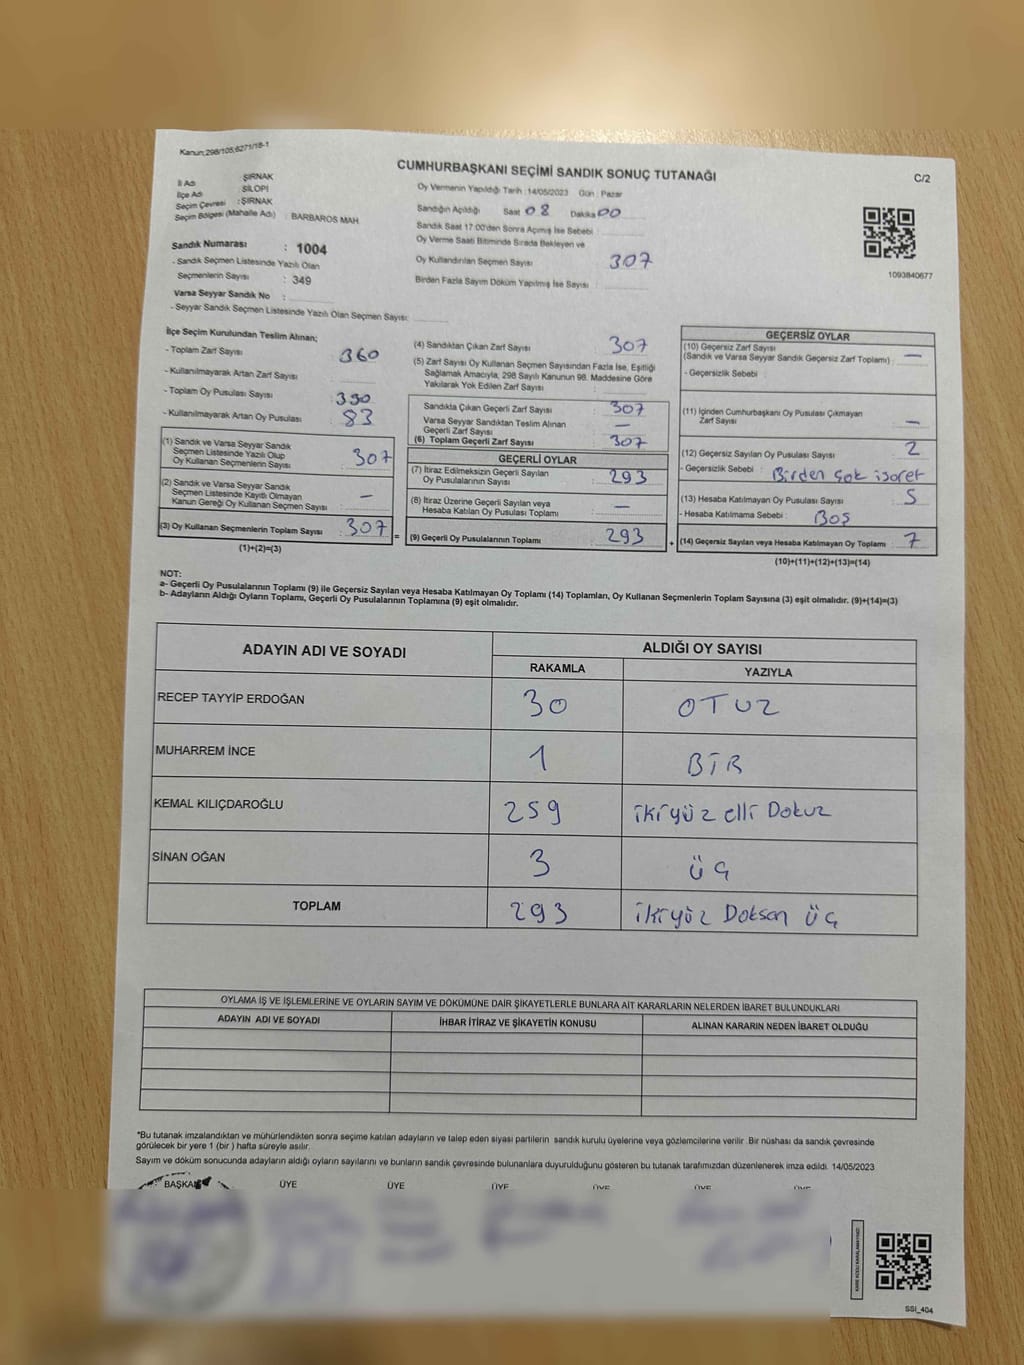 Kanun;298/105;6271/18-1
CUMHURBAŞKANI SEÇİMİ SANDIK SONUÇ TUTANAĞI
C/2
İl Adı ŞIRNAK
İlçe Adı SİLOPİ
Seçim Çevresi : ŞIRNAK
Seçim Bölgesi (Mahalle Adı) : BARBAROS MAH.
Sandık Numarası : 1004
- Sandık Seçmen Listesinde Yazılı Olan
Seçmenlerin Sayısı : 349
Varsa Seyyar Sandık No :
- Seyyar Sandık Seçmen Listesinde Yazılı Olan Seçmen Sayısı:
Oy Vermenin Yapıldığı Tarih : 14/05/2023 Gün : Pazar
Sandığın Açıldığı Saat 08 Dakika 00
Sandık Saat 17:00'den Sonra Açılmış İse Sebebi :
Oy Verme Saati Bitiminde Sırada Bekleyen ve
Oy Kullandırılan Seçmen Sayısı : 307
Birden Fazla Sayım Döküm Yapılmış İse Sayısı :
1093840677
İlçe Seçim Kurulundan Teslim Alınan;
- Toplam Zarf Sayısı : 360
- Kullanılmayarak Artan Zarf Sayısı :
- Toplam Oy Pusulası Sayısı : 390
- Kullanılmayarak Artan Oy Pusulası : 83
(1) Sandık ve Varsa Seyyar Sandık
Seçmen Listesinde Yazılı Olup
Oy Kullanan Seçmenlerin Sayısı : 307
(2) Sandık ve Varsa Seyyar Sandık
Seçmen Listesinde Kayıtlı Olmayan
Kanun Gereği Oy Kullanan Seçmen Sayısı : —
(3) Oy Kullanan Seçmenlerin Toplam Sayısı : 307
(1)+(2)=(3)
=
(4) Sandıktan Çıkan Zarf Sayısı : 307
(5) Zarf Sayısı Oy Kullanan Seçmen Sayısından Fazla İse, Eşitliği
Sağlamak Amacıyla, 298 Sayılı Kanunun 98. Maddesine Göre
Yakılarak Yok Edilen Zarf Sayısı :
Sandıkta Çıkan Geçerli Zarf Sayısı : 307
Varsa Seyyar Sandıktan Teslim Alınan
Geçerli Zarf Sayısı : —
(6) Toplam Geçerli Zarf Sayısı : 307
GEÇERLİ OYLAR
(7) İtiraz Edilmeksizin Geçerli Sayılan
Oy Pusulalarının Sayısı : 293
(8) İtiraz Üzerine Geçerli Sayılan veya
Hesaba Katılan Oy Pusulası Toplamı : —
(9) Geçerli Oy Pusulalarının Toplamı : 293
+
GEÇERSİZ OYLAR
(10) Geçersiz Zarf Sayısı
(Sandık ve Varsa Seyyar Sandık Geçersiz Zarf Toplamı) : —
- Geçersizlik Sebebi :
(11) İçinden Cumhurbaşkanı Oy Pusulası Çıkmayan
Zarf Sayısı : —
(12) Geçersiz Sayılan Oy Pusulası Sayısı : 2
- Geçersizlik Sebebi : Birden çok işaret
(13) Hesaba Katılmayan Oy Pusulası Sayısı : 5
- Hesaba Katılmama Sebebi : Boş
(14) Geçersiz Sayılan veya Hesaba Katılmayan Oy Toplamı : 7
(10)+(11)+(12)+(13)=(14)
NOT:
a- Geçerli Oy Pusulalarının Toplamı (9) ile Geçersiz Sayılan veya Hesaba Katılmayan Oy Toplamı (14) Toplamları, Oy Kullanan Seçmenlerin Toplam Sayısına (3) eşit olmalıdır. (9)+(14)=(3)
b- Adayların Aldığı Oyların Toplamı, Geçerli Oy Pusulalarının Toplamına (9) eşit olmalıdır.
ADAYIN ADI VE SOYADI
ALDIĞI OY SAYISI
RAKAMLA YAZIYLA
RECEP TAYYİP ERDOĞAN 30 OTUZ
MUHARREM İNCE 1 BİR
KEMAL KILIÇDAROĞLU 259 ikiyüz elli Dokuz
SİNAN OĞAN 3 üç
TOPLAM 293 ikiyüz Doksan üç
OYLAMA İŞ VE İŞLEMLERİNE VE OYLARIN SAYIM VE DÖKÜMÜNE DAİR ŞİKAYETLERLE BUNLARA AİT KARARLARIN NELERDEN İBARET BULUNDUKLARI
ADAYIN ADI VE SOYADI İHBAR İTİRAZ VE ŞİKAYETİN KONUSU ALINAN KARARIN NEDEN İBARET OLDUĞU
*Bu tutanak imzalandıktan ve mühürlendikten sonra seçime katılan adayların ve talep eden siyasi partilerin sandık kurulu üyelerine veya gözlemcilerine verilir .Bir nüshası da sandık çevresinde
görülecek bir yere 1 (bir ) hafta süreyle asılır.
Sayım ve döküm sonucunda adayların aldığı oyların sayılarını ve bunların sandık çevresinde bulunanlara duyurulduğunu gösteren bu tutanak tarafımızdan düzenlenerek imza edildi. 14/05/2023
BAŞKAN ÜYE ÜYE ÜYE ÜYE ÜYE ÜYE
KARE KODU KARALAMAYINIZ!
SSİ_404